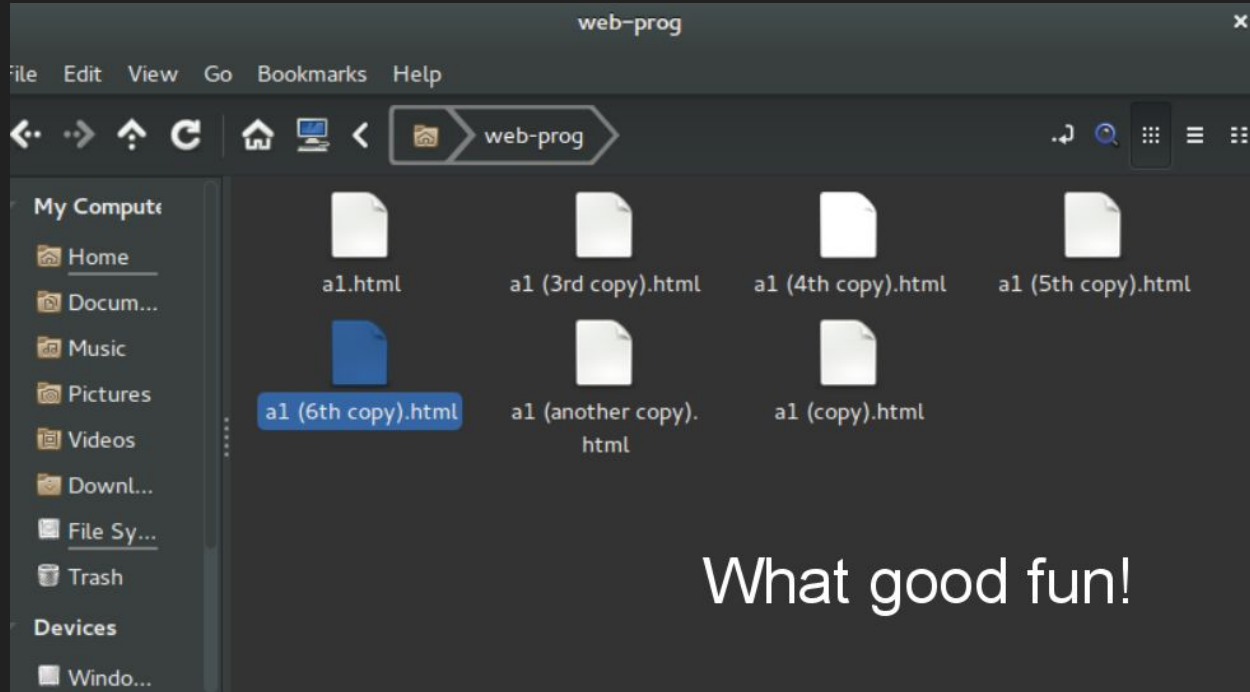 web-prog
File Edit View Go Bookmarks Help
web-prog
My Compute
Home
Docum...
Music
Pictures
Videos
Downl...
File Sy...
Trash
Devices
Windo...
a1.html
a1 (3rd copy).html
a1 (4th copy).html
a1 (5th copy).html
a1 (6th copy).html
a1 (another copy).
html
a1 (copy).html
What good fun!